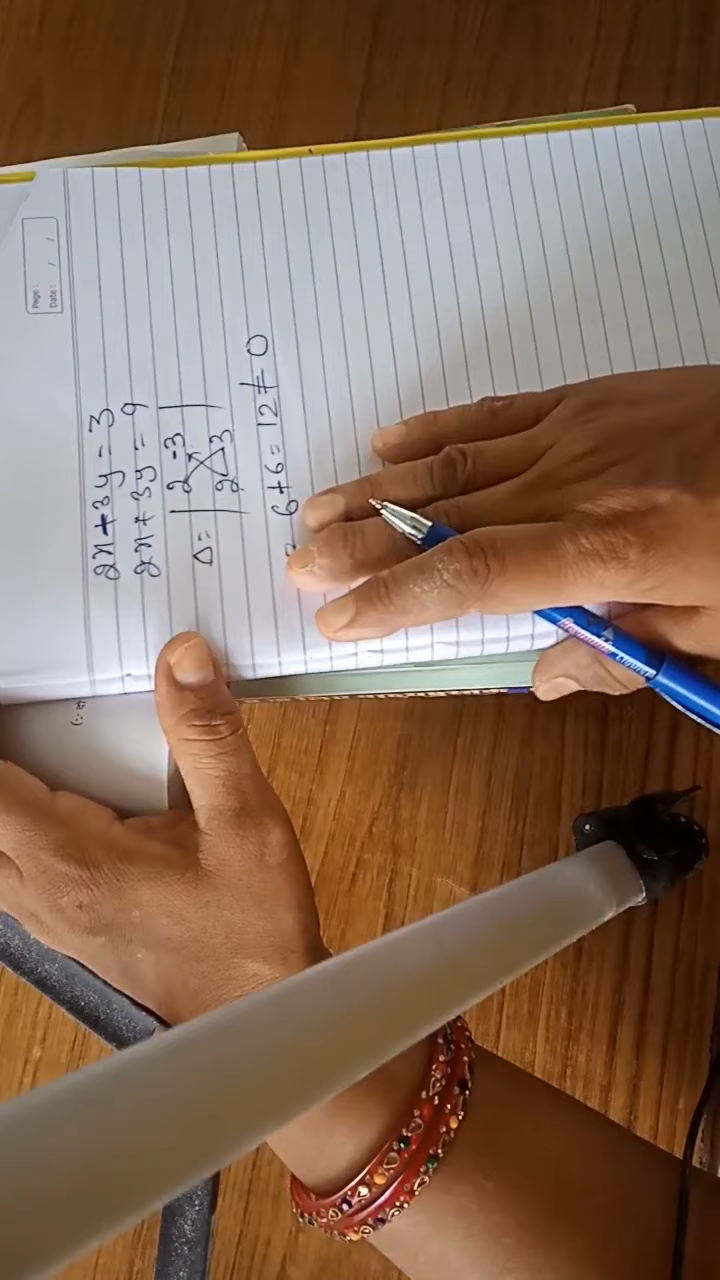 Page:
Date: / /
2x + 3y = 3
2x + 3y = 9
Δ = | 2 -3 |
| 2 3 |
= 6 + 6 = 12 ≠ 0